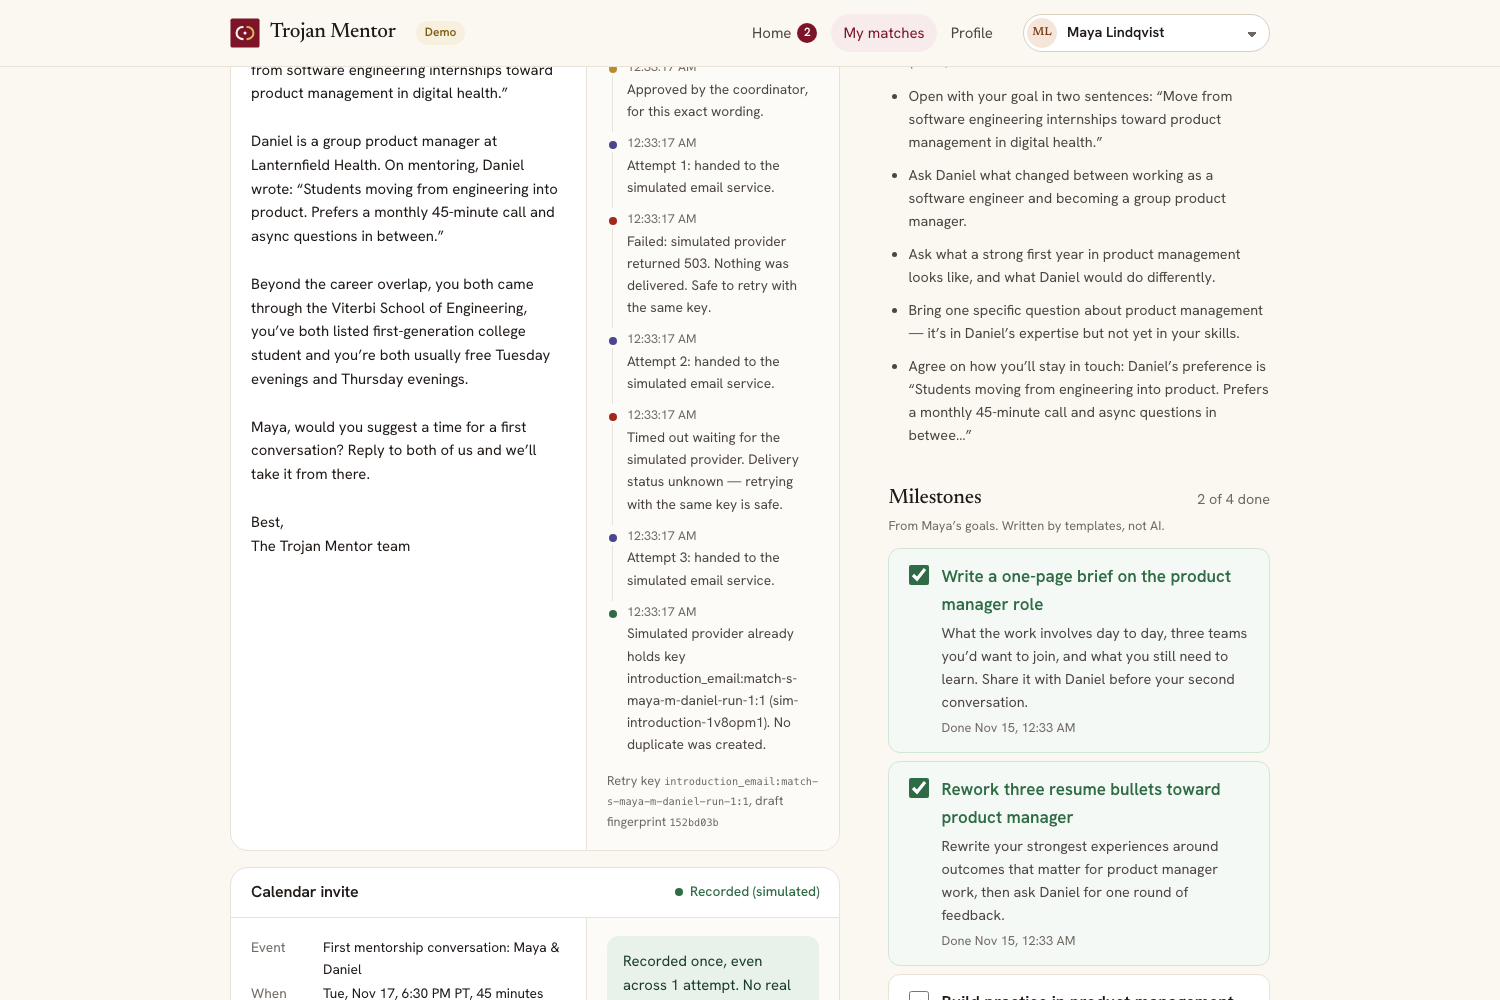 Trojan Mentor
Demo
Home 2
My matches
Profile
ML
Maya Lindqvist
from software engineering internships toward
product management in digital health.”
Daniel is a group product manager at
Lanternfield Health. On mentoring, Daniel
wrote: “Students moving from engineering into
product. Prefers a monthly 45-minute call and
async questions in between.”
Beyond the career overlap, you both came
through the Viterbi School of Engineering,
you’ve both listed first-generation college
student and you’re both usually free Tuesday
evenings and Thursday evenings.
Maya, would you suggest a time for a first
conversation? Reply to both of us and we’ll
take it from there.
Best,
The Trojan Mentor team
12:33:17 AM
Approved by the coordinator,
for this exact wording.
12:33:17 AM
Attempt 1: handed to the
simulated email service.
12:33:17 AM
Failed: simulated provider
returned 503. Nothing was
delivered. Safe to retry with
the same key.
12:33:17 AM
Attempt 2: handed to the
simulated email service.
12:33:17 AM
Timed out waiting for the
simulated provider. Delivery
status unknown — retrying
with the same key is safe.
12:33:17 AM
Attempt 3: handed to the
simulated email service.
12:33:17 AM
Simulated provider already
holds key
introduction_email:match-s-
maya-m-daniel-run-1:1 (sim-
introduction-1v8opm1). No
duplicate was created.
Retry key introduction_email:match-
s-maya-m-daniel-run-1:1, draft
fingerprint 152bd03b
Calendar invite
Recorded (simulated)
Event
First mentorship conversation: Maya &
Daniel
When
Tue, Nov 17, 6:30 PM PT, 45 minutes
Recorded once, even
across 1 attempt. No real
Open with your goal in two sentences: “Move from
software engineering internships toward product
management in digital health.”
Ask Daniel what changed between working as a
software engineer and becoming a group product
manager.
Ask what a strong first year in product management
looks like, and what Daniel would do differently.
Bring one specific question about product management
— it’s in Daniel’s expertise but not yet in your skills.
Agree on how you’ll stay in touch: Daniel’s preference is
“Students moving from engineering into product. Prefers
a monthly 45-minute call and async questions in
betwee…”
Milestones
2 of 4 done
From Maya’s goals. Written by templates, not AI.
Write a one-page brief on the product
manager role
What the work involves day to day, three teams
you’d want to join, and what you still need to
learn. Share it with Daniel before your second
conversation.
Done Nov 15, 12:33 AM
Rework three resume bullets toward
product manager
Rewrite your strongest experiences around
outcomes that matter for product manager
work, then ask Daniel for one round of
feedback.
Done Nov 15, 12:33 AM
Build practice in product management